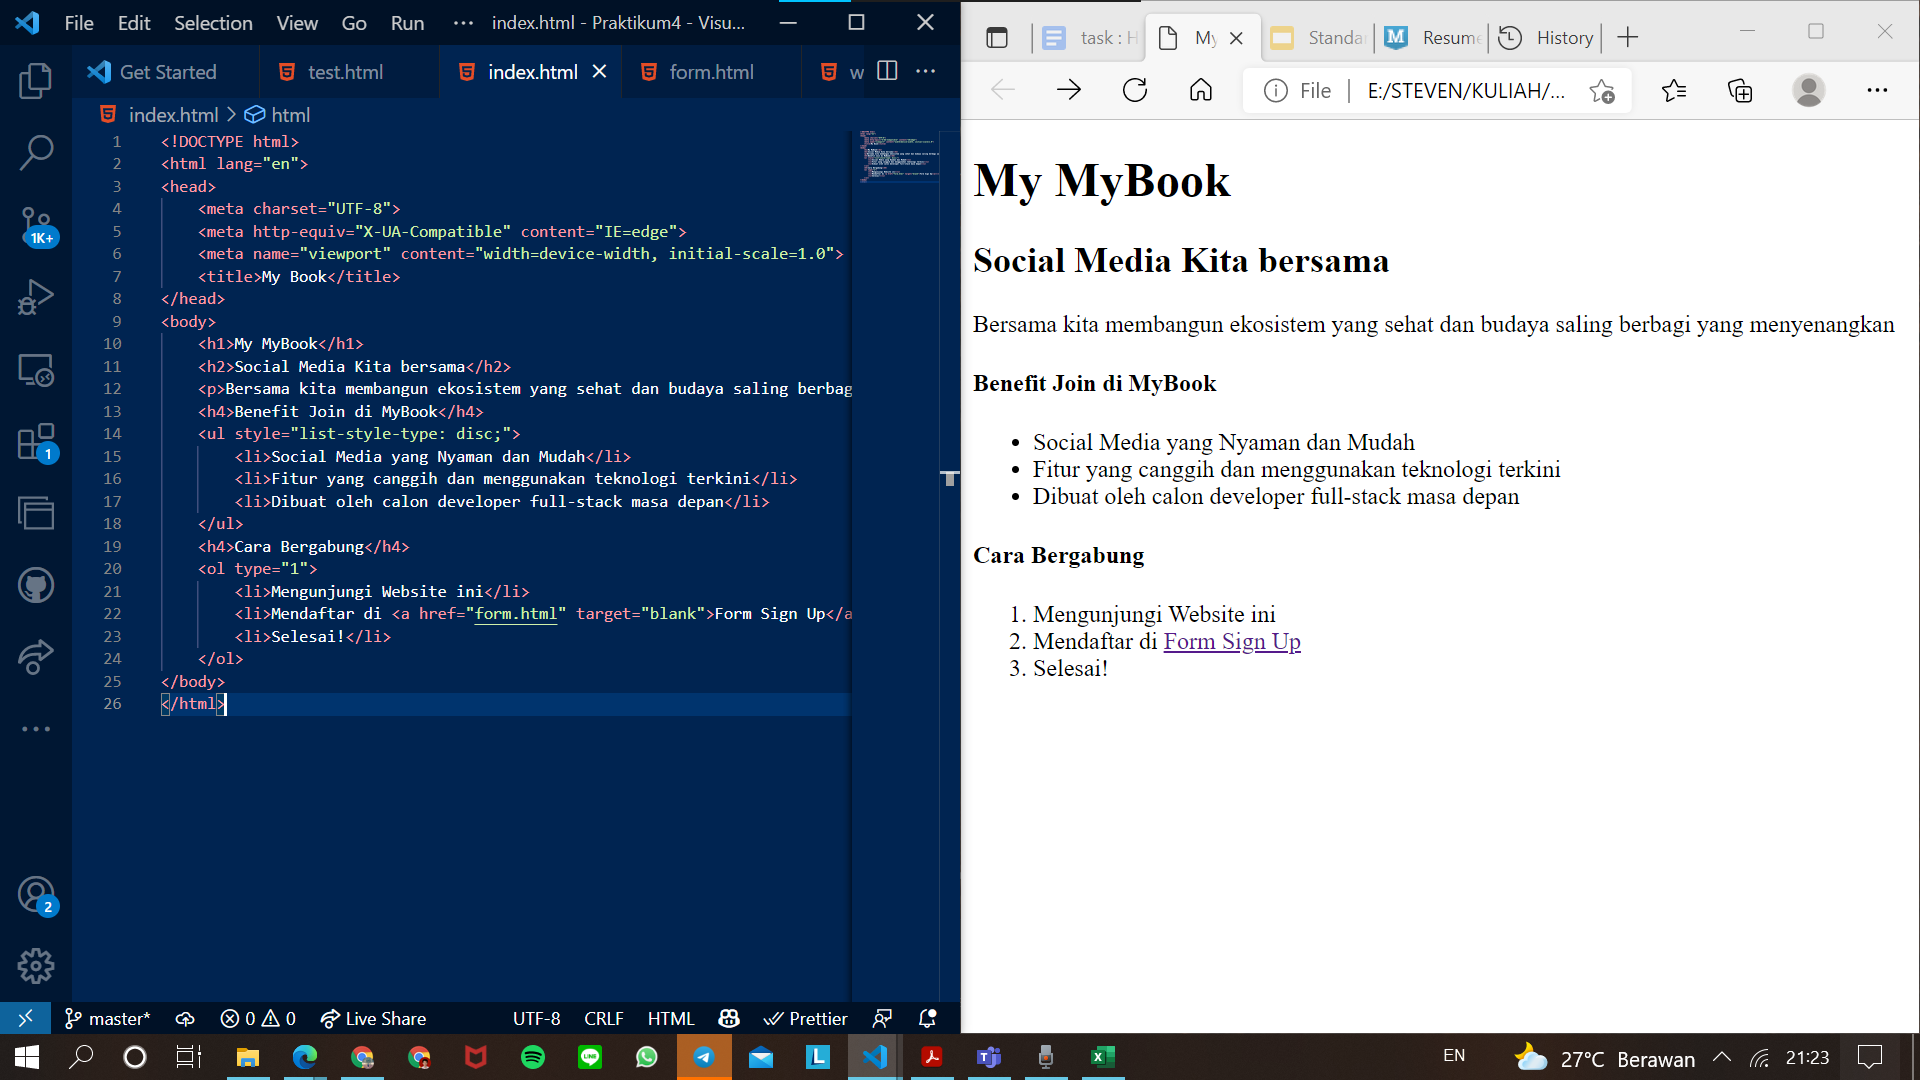 File Edit Selection View Go Run ··· index.html - Praktikum4 - Visu...
Get Started test.html index.html form.html w
index.html > html
1 <!DOCTYPE html>
2 <html lang="en">
3 <head>
4 <meta charset="UTF-8">
5 <meta http-equiv="X-UA-Compatible" content="IE=edge">
6 <meta name="viewport" content="width=device-width, initial-scale=1.0">
7 <title>My Book</title>
8 </head>
9 <body>
10 <h1>My MyBook</h1>
11 <h2>Social Media Kita bersama</h2>
12 <p>Bersama kita membangun ekosistem yang sehat dan budaya saling berbag
13 <h4>Benefit Join di MyBook</h4>
14 <ul style="list-style-type: disc;">
15 <li>Social Media yang Nyaman dan Mudah</li>
16 <li>Fitur yang canggih dan menggunakan teknologi terkini</li>
17 <li>Dibuat oleh calon developer full-stack masa depan</li>
18 </ul>
19 <h4>Cara Bergabung</h4>
20 <ol type="1">
21 <li>Mengunjungi Website ini</li>
22 <li>Mendaftar di <a href="form.html" target="blank">Form Sign Up</a
23 <li>Selesai!</li>
24 </ol>
25 </body>
26 </html>
1K+
1
2
master* 0 0 Live Share UTF-8 CRLF HTML Prettier
task : H My Standa M Resume History
File E:/STEVEN/KULIAH/...
My MyBook
Social Media Kita bersama
Bersama kita membangun ekosistem yang sehat dan budaya saling berbagi yang menyenangkan
Benefit Join di MyBook
• Social Media yang Nyaman dan Mudah
• Fitur yang canggih dan menggunakan teknologi terkini
• Dibuat oleh calon developer full-stack masa depan
Cara Bergabung
1. Mengunjungi Website ini
2. Mendaftar di Form Sign Up
3. Selesai!
LINE L EN 27°C Berawan 21:23